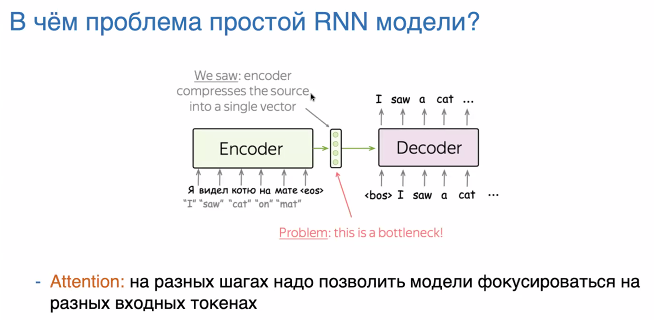 В чём проблема простой RNN модели?
We saw: encoder
compresses the source
into a single vector
I saw a cat ...
Encoder
Decoder
Я видел котю на мате <eos>
"I" "saw" "cat" "on" "mat"
<bos> I saw a cat ...
Problem: this is a bottleneck!
- Attention: на разных шагах надо позволить модели фокусироваться на
разных входных токенах